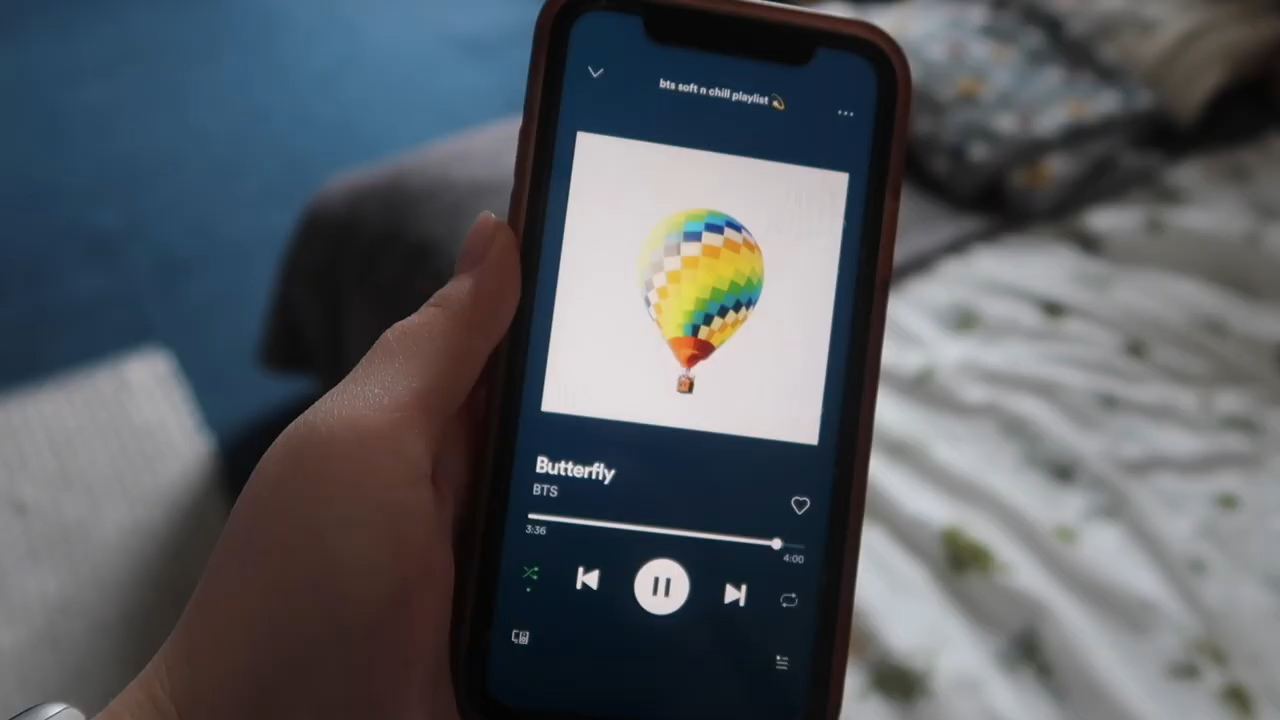 bts soft n chill playlist 💫
Butterfly
BTS
3:36
4:00